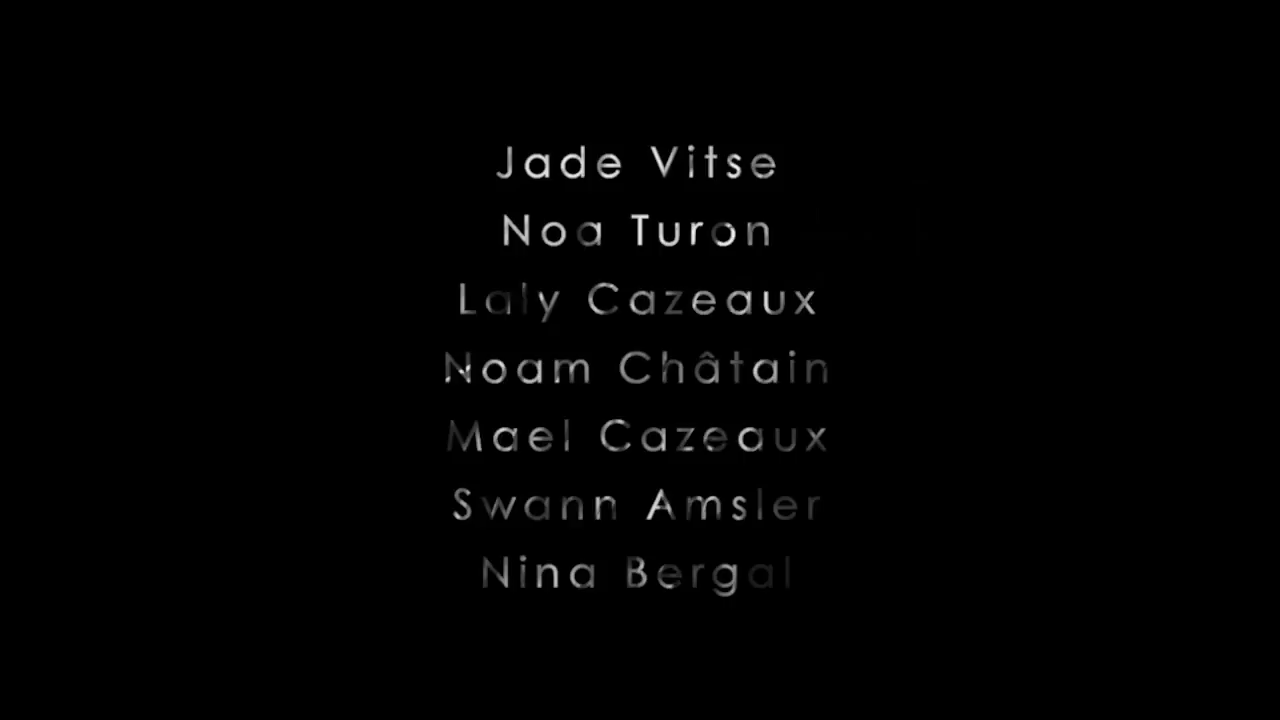 Jade Vitse
Noa Turon
Laly Cazeaux
Noam Châtain
Mael Cazeaux
Swann Amsler
Nina Bergal